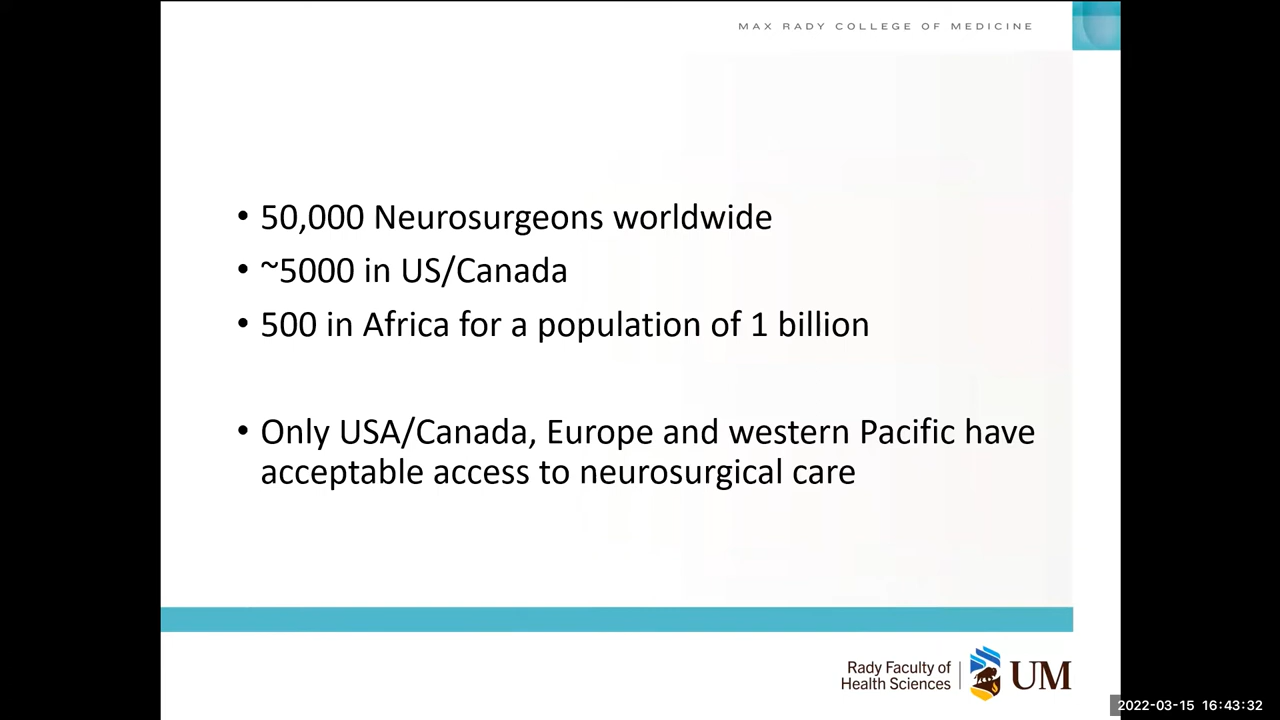 MAX RADY COLLEGE OF MEDICINE
• 50,000 Neurosurgeons worldwide
• ~5000 in US/Canada
• 500 in Africa for a population of 1 billion
• Only USA/Canada, Europe and western Pacific have
acceptable access to neurosurgical care
Rady Faculty of
Health Sciences
UM
2022-03-15 16:43:32